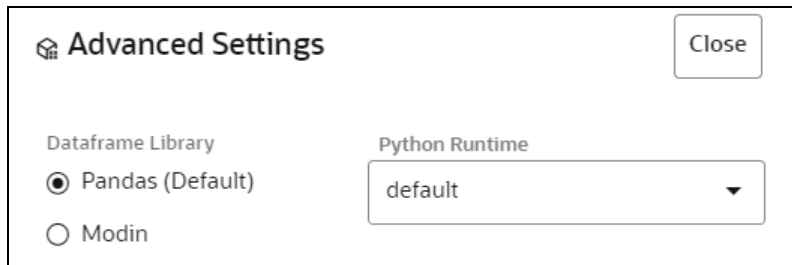 Advanced Settings
Close
Dataframe Library
Python Runtime
Pandas (Default)
default
Modin